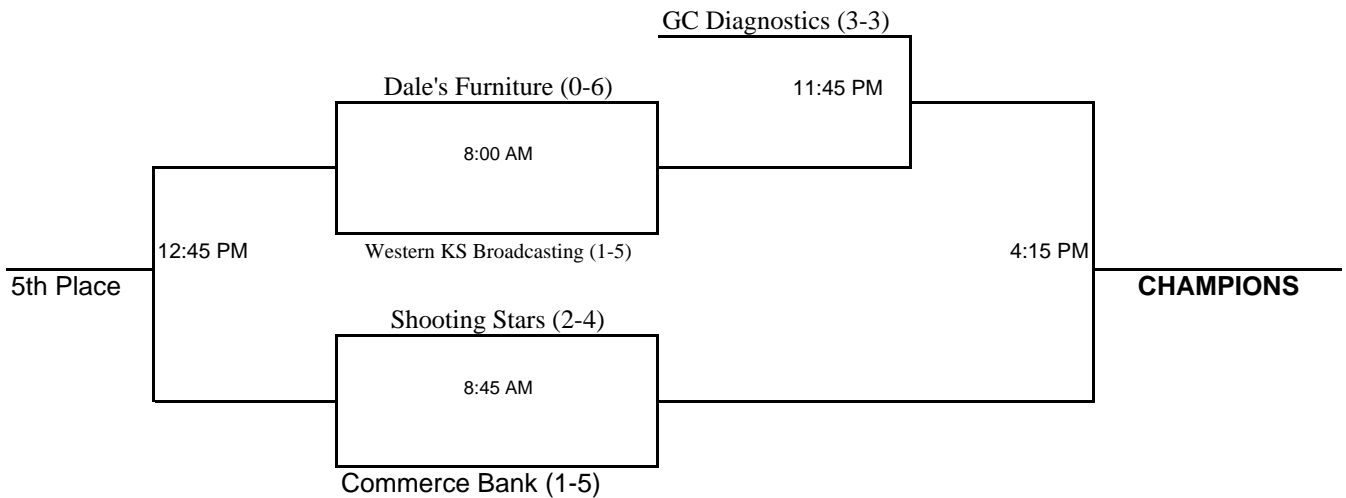 GC Diagnostics (3-3)
Dale's Furniture (0-6)
11:45 PM
8:00 AM
12:45 PM
Western KS Broadcasting (1-5)
4:15 PM
5th Place
CHAMPIONS
Shooting Stars (2-4)
8:45 AM
Commerce Bank (1-5)